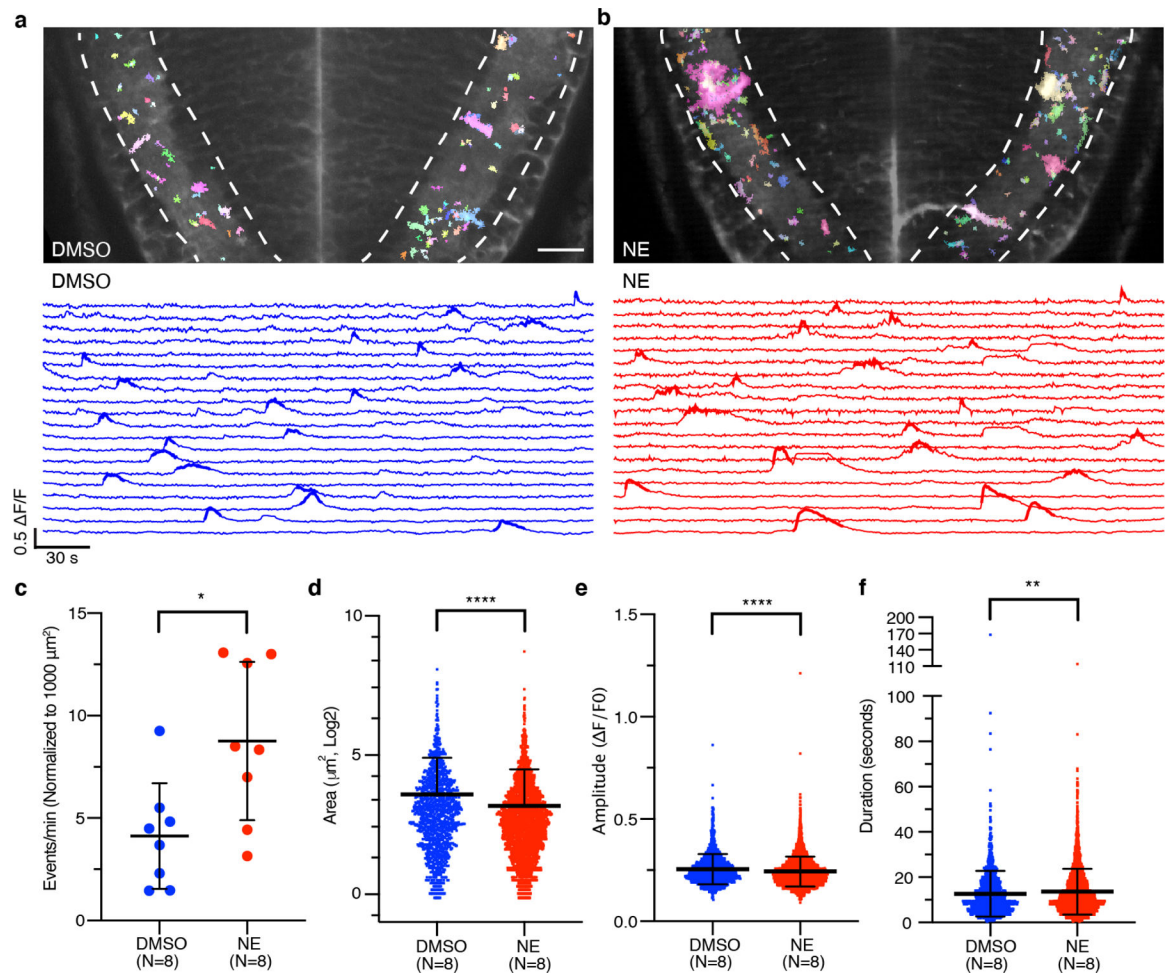 a
b
DMSO
NE
DMSO
NE
0.5 ΔF/F
30 s
c
d
e
f
*
****
****
**
15
10
5
0
Events/min (Normalized to 1000 µm²)
DMSO
(N=8)
NE
(N=8)
10
5
0
Area (µm², Log2)
DMSO
(N=8)
NE
(N=8)
1.5
1.0
0.5
0.0
Amplitude (ΔF/F0)
DMSO
(N=8)
NE
(N=8)
200
170
140
110
100
80
60
40
20
0
Duration (seconds)
DMSO
(N=8)
NE
(N=8)